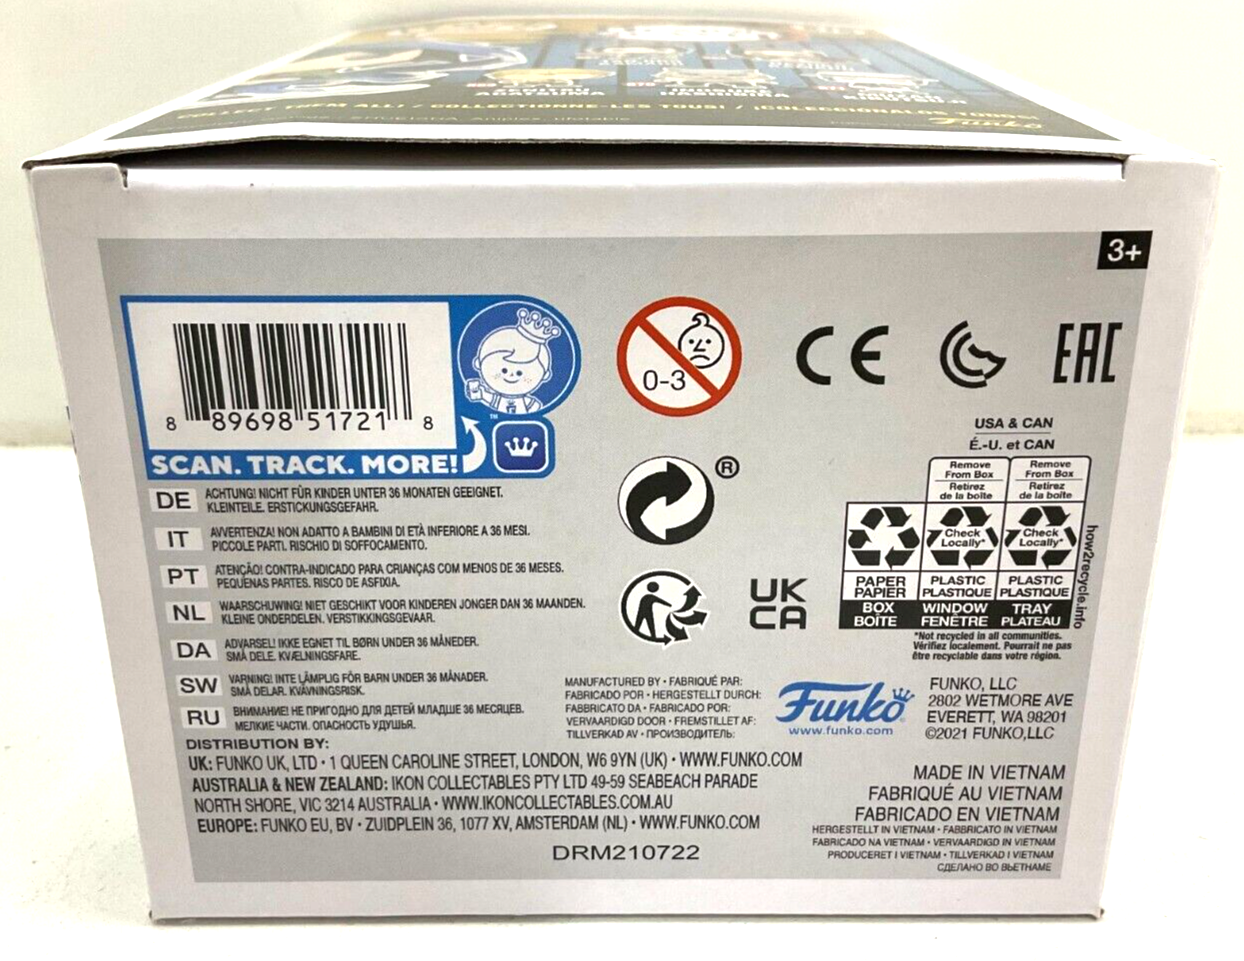 ZENITSU
AGATSUMA
INOSUKE
HASHIBIRA
COLLECT THEM ALL! / COLLECTIONNE-LES TOUS! / ¡COLECCIONALOS TODOS!
Funko
3+
8 89698 51721 8
SCAN. TRACK. MORE!
TM
0-3
CE
EAC
®
UK
CA
USA & CAN
É.-U. et CAN
Remove From Box
Retirez de la boîte
Remove From Box
Retirez de la boîte
Check Locally*
Check Locally*
PAPER PAPIER
PLASTIC PLASTIQUE
PLASTIC PLASTIQUE
BOX BOÎTE
WINDOW FENÊTRE
TRAY PLATEAU
how2recycle.info
*Not recycled in all communities.
Vérifiez localement. Pourrait ne pas
être recyclable dans votre région.
DE ACHTUNG! NICHT FÜR KINDER UNTER 36 MONATEN GEEIGNET.
KLEINTEILE. ERSTICKUNGSGEFAHR.
IT AVVERTENZA! NON ADATTO A BAMBINI DI ETÀ INFERIORE A 36 MESI.
PICCOLE PARTI. RISCHIO DI SOFFOCAMENTO.
PT ATENÇÃO! CONTRA-INDICADO PARA CRIANÇAS COM MENOS DE 36 MESES.
PEQUENAS PARTES. RISCO DE ASFIXIA.
NL WAARSCHUWING! NIET GESCHIKT VOOR KINDEREN JONGER DAN 36 MAANDEN.
KLEINE ONDERDELEN. VERSTIKKINGSGEVAAR.
DA ADVARSEL! IKKE EGNET TIL BØRN UNDER 36 MÅNEDER.
SMÅ DELE. KVÆLNINGSFARE.
SW VARNING! INTE LÄMPLIG FÖR BARN UNDER 36 MÅNADER.
SMÅ DELAR. KVÄVNINGSRISK.
RU ВНИМАНИЕ! НЕ ПРИГОДНО ДЛЯ ДЕТЕЙ МЛАДШЕ 36 МЕСЯЦЕВ.
МЕЛКИЕ ЧАСТИ. ОПАСНОСТЬ УДУШЬЯ.
MANUFACTURED BY • FABRIQUÉ PAR:
FABRICADO POR • HERGESTELLT DURCH:
FABBRICATO DA • FABRICADO POR:
VERVAARDIGD DOOR • FREMSTILLET AF:
TILLVERKAD AV • ПРОИЗВОДИТЕЛЬ:
Funko
www.funko.com
FUNKO, LLC
2802 WETMORE AVE
EVERETT, WA 98201
©2021 FUNKO,LLC
DISTRIBUTION BY:
UK: FUNKO UK, LTD • 1 QUEEN CAROLINE STREET, LONDON, W6 9YN (UK) • WWW.FUNKO.COM
AUSTRALIA & NEW ZEALAND: IKON COLLECTABLES PTY LTD 49-59 SEABEACH PARADE
NORTH SHORE, VIC 3214 AUSTRALIA • WWW.IKONCOLLECTABLES.COM.AU
EUROPE: FUNKO EU, BV • ZUIDPLEIN 36, 1077 XV, AMSTERDAM (NL) • WWW.FUNKO.COM
DRM210722
MADE IN VIETNAM
FABRIQUÉ AU VIETNAM
FABRICADO EN VIETNAM
HERGESTELLT IN VIETNAM • FABBRICATO IN VIETNAM
FABRICADO NA VIETNAM • VERVAARDIGD IN VIETNAM
PRODUCERET I VIETNAM • TILLVERKAD I VIETNAM
СДЕЛАНО ВО ВЬЕТНАМЕ